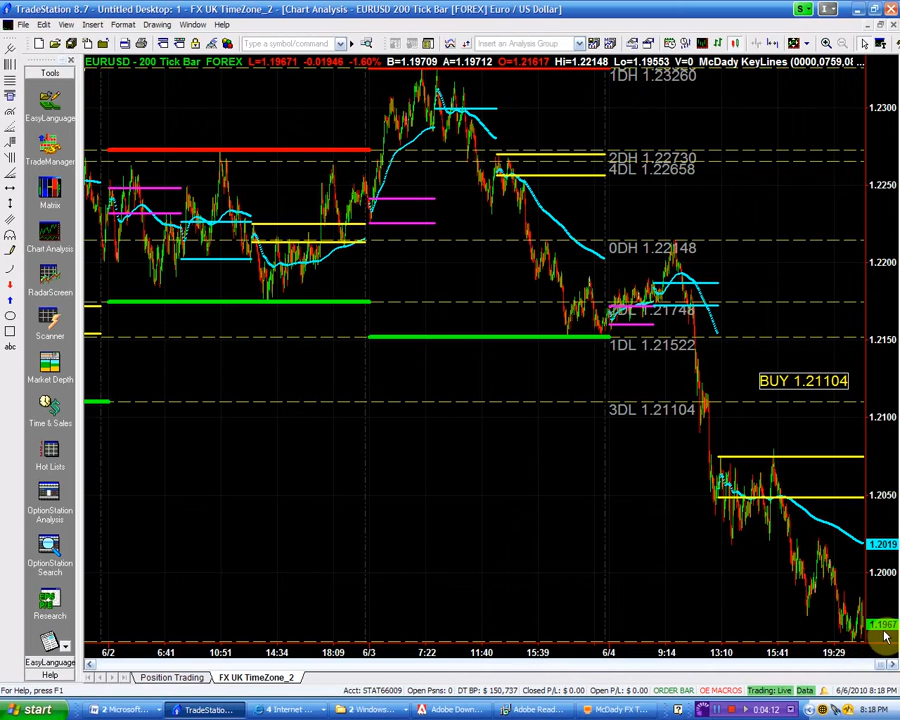 TradeStation 8.7 - Untitled Desktop: 1 - FX UK TimeZone_2 - [Chart Analysis - EURUSD 200 Tick Bar [FOREX] Euro / US Dollar]
File Edit View Insert Format Drawing Window Help
Type a symbol/command
Insert an Analysis Group
Tools
EasyLanguage
TradeManager
Matrix
Chart Analysis
RadarScreen
Scanner
Market Depth
Time & Sales
Hot Lists
OptionStation
Analysis
OptionStation
Search
Research
EasyLanguage
Help
abc
EURUSD - 200 Tick Bar FOREX L=1.19671 -0.01946 -1.60% B=1.19709 A=1.19712 O=1.21617 Hi=1.22148 Lo=1.19553 V=0 McDady KeyLines (0000,0759,08...
1DH 1.23260
2DH 1.22730
4DL 1.22658
0DH 1.22148
2DL 1.21748
1DL 1.21522
3DL 1.21104
BUY 1.21104
1.2300
1.2250
1.2200
1.2150
1.2100
1.2050
1.2019
1.2000
1.1967
6/2 6:41 10:51 14:34 18:09 6/3 7:22 11:40 15:39 6/4 9:14 13:10 15:41 19:29
Position Trading FX UK TimeZone_2
For Help, press F1
Acct: STAT66009 Open Psns: 0 DT BP: $ 150,737 Closed P/L: $ 0.00 Open P/L: $ 0.00 ORDER BAR OE MACROS Trading: Live Data 6/6/2010 8:18 PM
start 2 Microsoft... TradeStatio... 4 Internet ... 2 Windows... Adobe Down... Adobe Read... McDady FX T... 0:04:12 8:18 PM